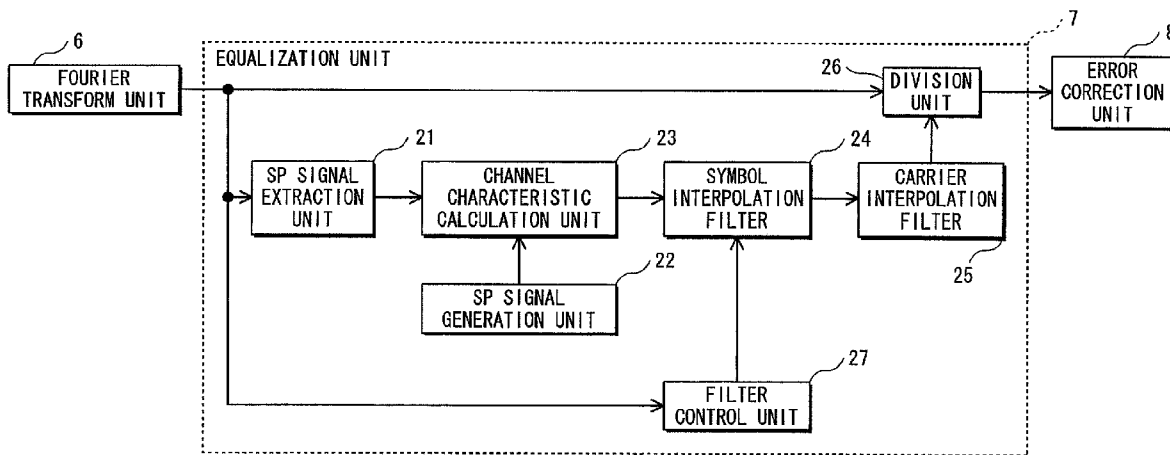 6
FOURIER
TRANSFORM UNIT
7
EQUALIZATION UNIT
26
DIVISION
UNIT
8
ERROR
CORRECTION
UNIT
21
SP SIGNAL
EXTRACTION
UNIT
23
CHANNEL
CHARACTERISTIC
CALCULATION UNIT
24
SYMBOL
INTERPOLATION
FILTER
CARRIER
INTERPOLATION
FILTER
25
22
SP SIGNAL
GENERATION UNIT
27
FILTER
CONTROL UNIT